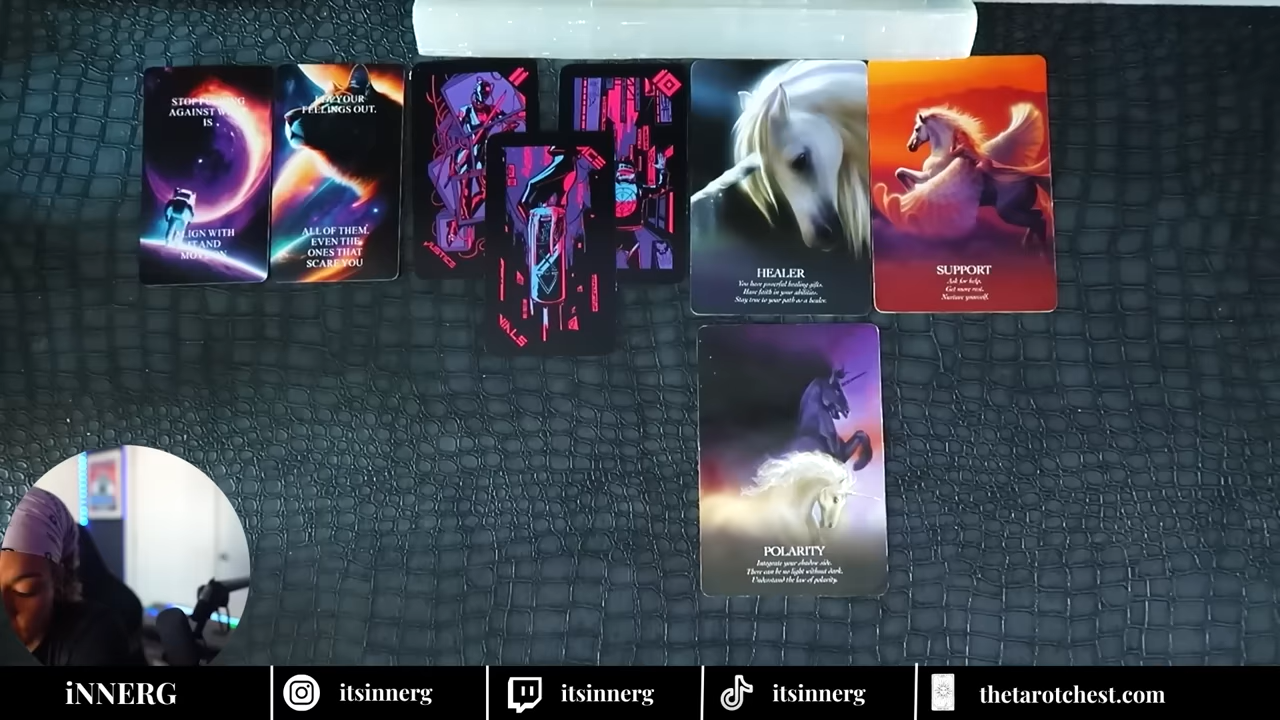 STOP
AGAINST
IS
ALIGN WITH
IT AND
YOUR
FEELINGS OUT.
ALL OF THEM.
EVEN THE
ONES THAT
SCARE YOU
JUSTICE
HEALER
You have powerful healing gifts.
Have faith in your abilities.
Stay true to your path as a healer.
SUPPORT
Ask for help.
Get more rest.
Nurture yourself.
POLARITY
Integrate your shadow side.
There can be no light without dark.
Understand the law of polarity.
iNNERG
itsinnerg
itsinnerg
itsinnerg
thetarotchest.com